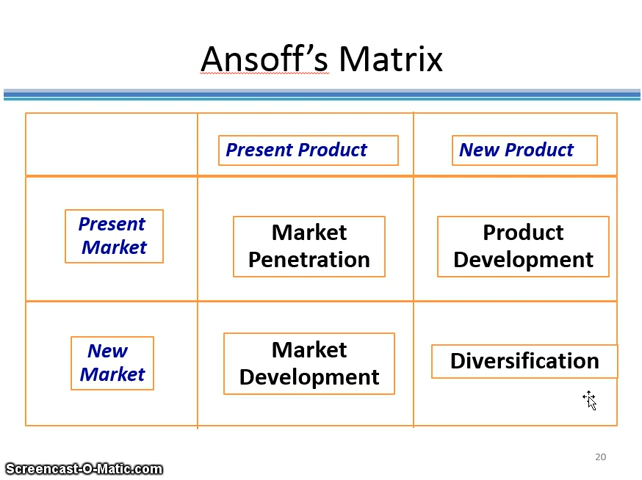 Ansoff's Matrix
Present Product
New Product
Present
Market
Market
Penetration
Product
Development
New
Market
Market
Development
Diversification
20
Screencast-O-Matic.com